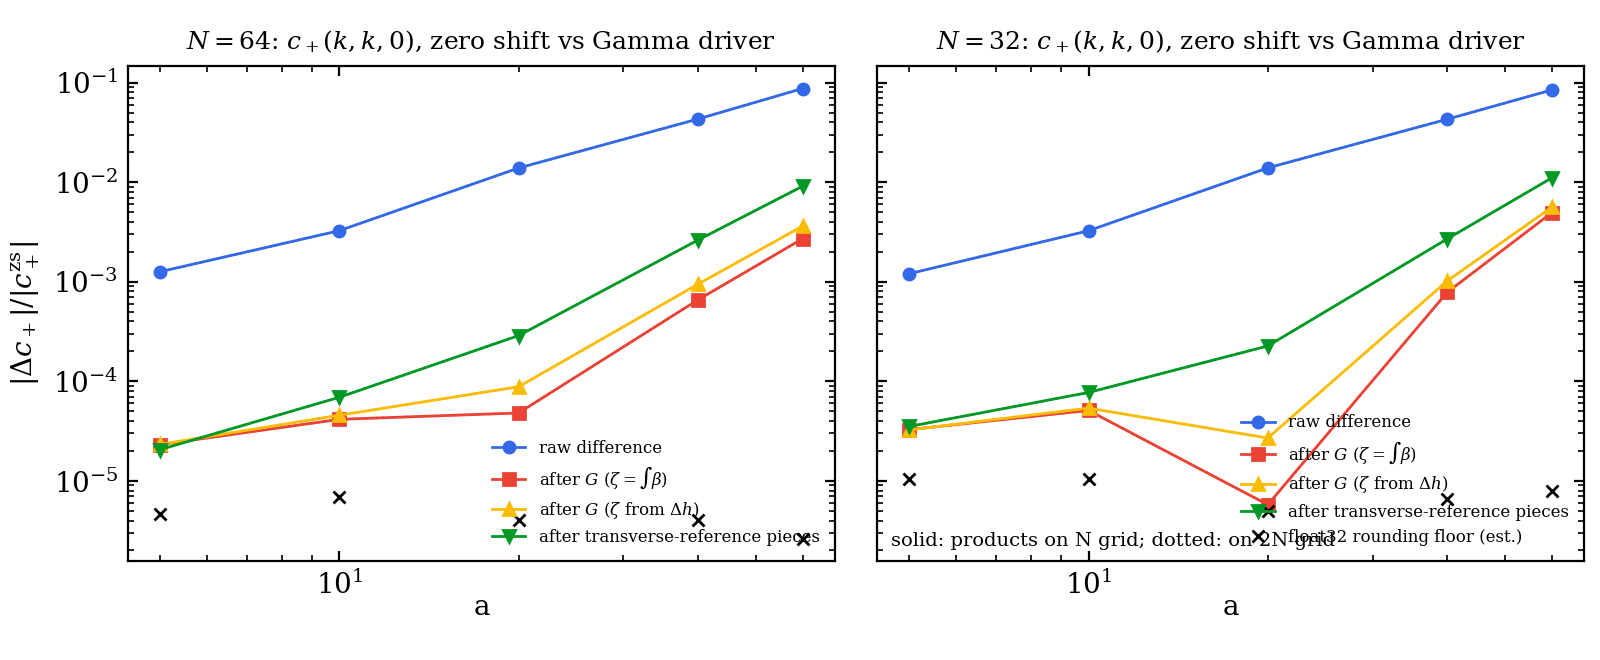 N = 64: c₊(k, k, 0), zero shift vs Gamma driver
|Δc₊|/|c₊ᶻˢ|
10⁻¹
10⁻²
10⁻³
10⁻⁴
10⁻⁵
raw difference
after G (ζ = ∫β)
after G (ζ from Δh)
after transverse-reference pieces
10¹
a
N = 32: c₊(k, k, 0), zero shift vs Gamma driver
raw difference
after G (ζ = ∫β)
after G (ζ from Δh)
after transverse-reference pieces
float32 rounding floor (est.)
solid: products on N grid; dotted: on 2N grid
10¹
a